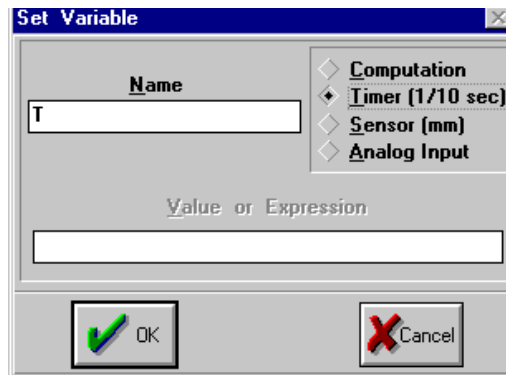 Set Variable
Name
T
Computation
Timer (1/10 sec)
Sensor (mm)
Analog Input
Value or Expression
OK
Cancel